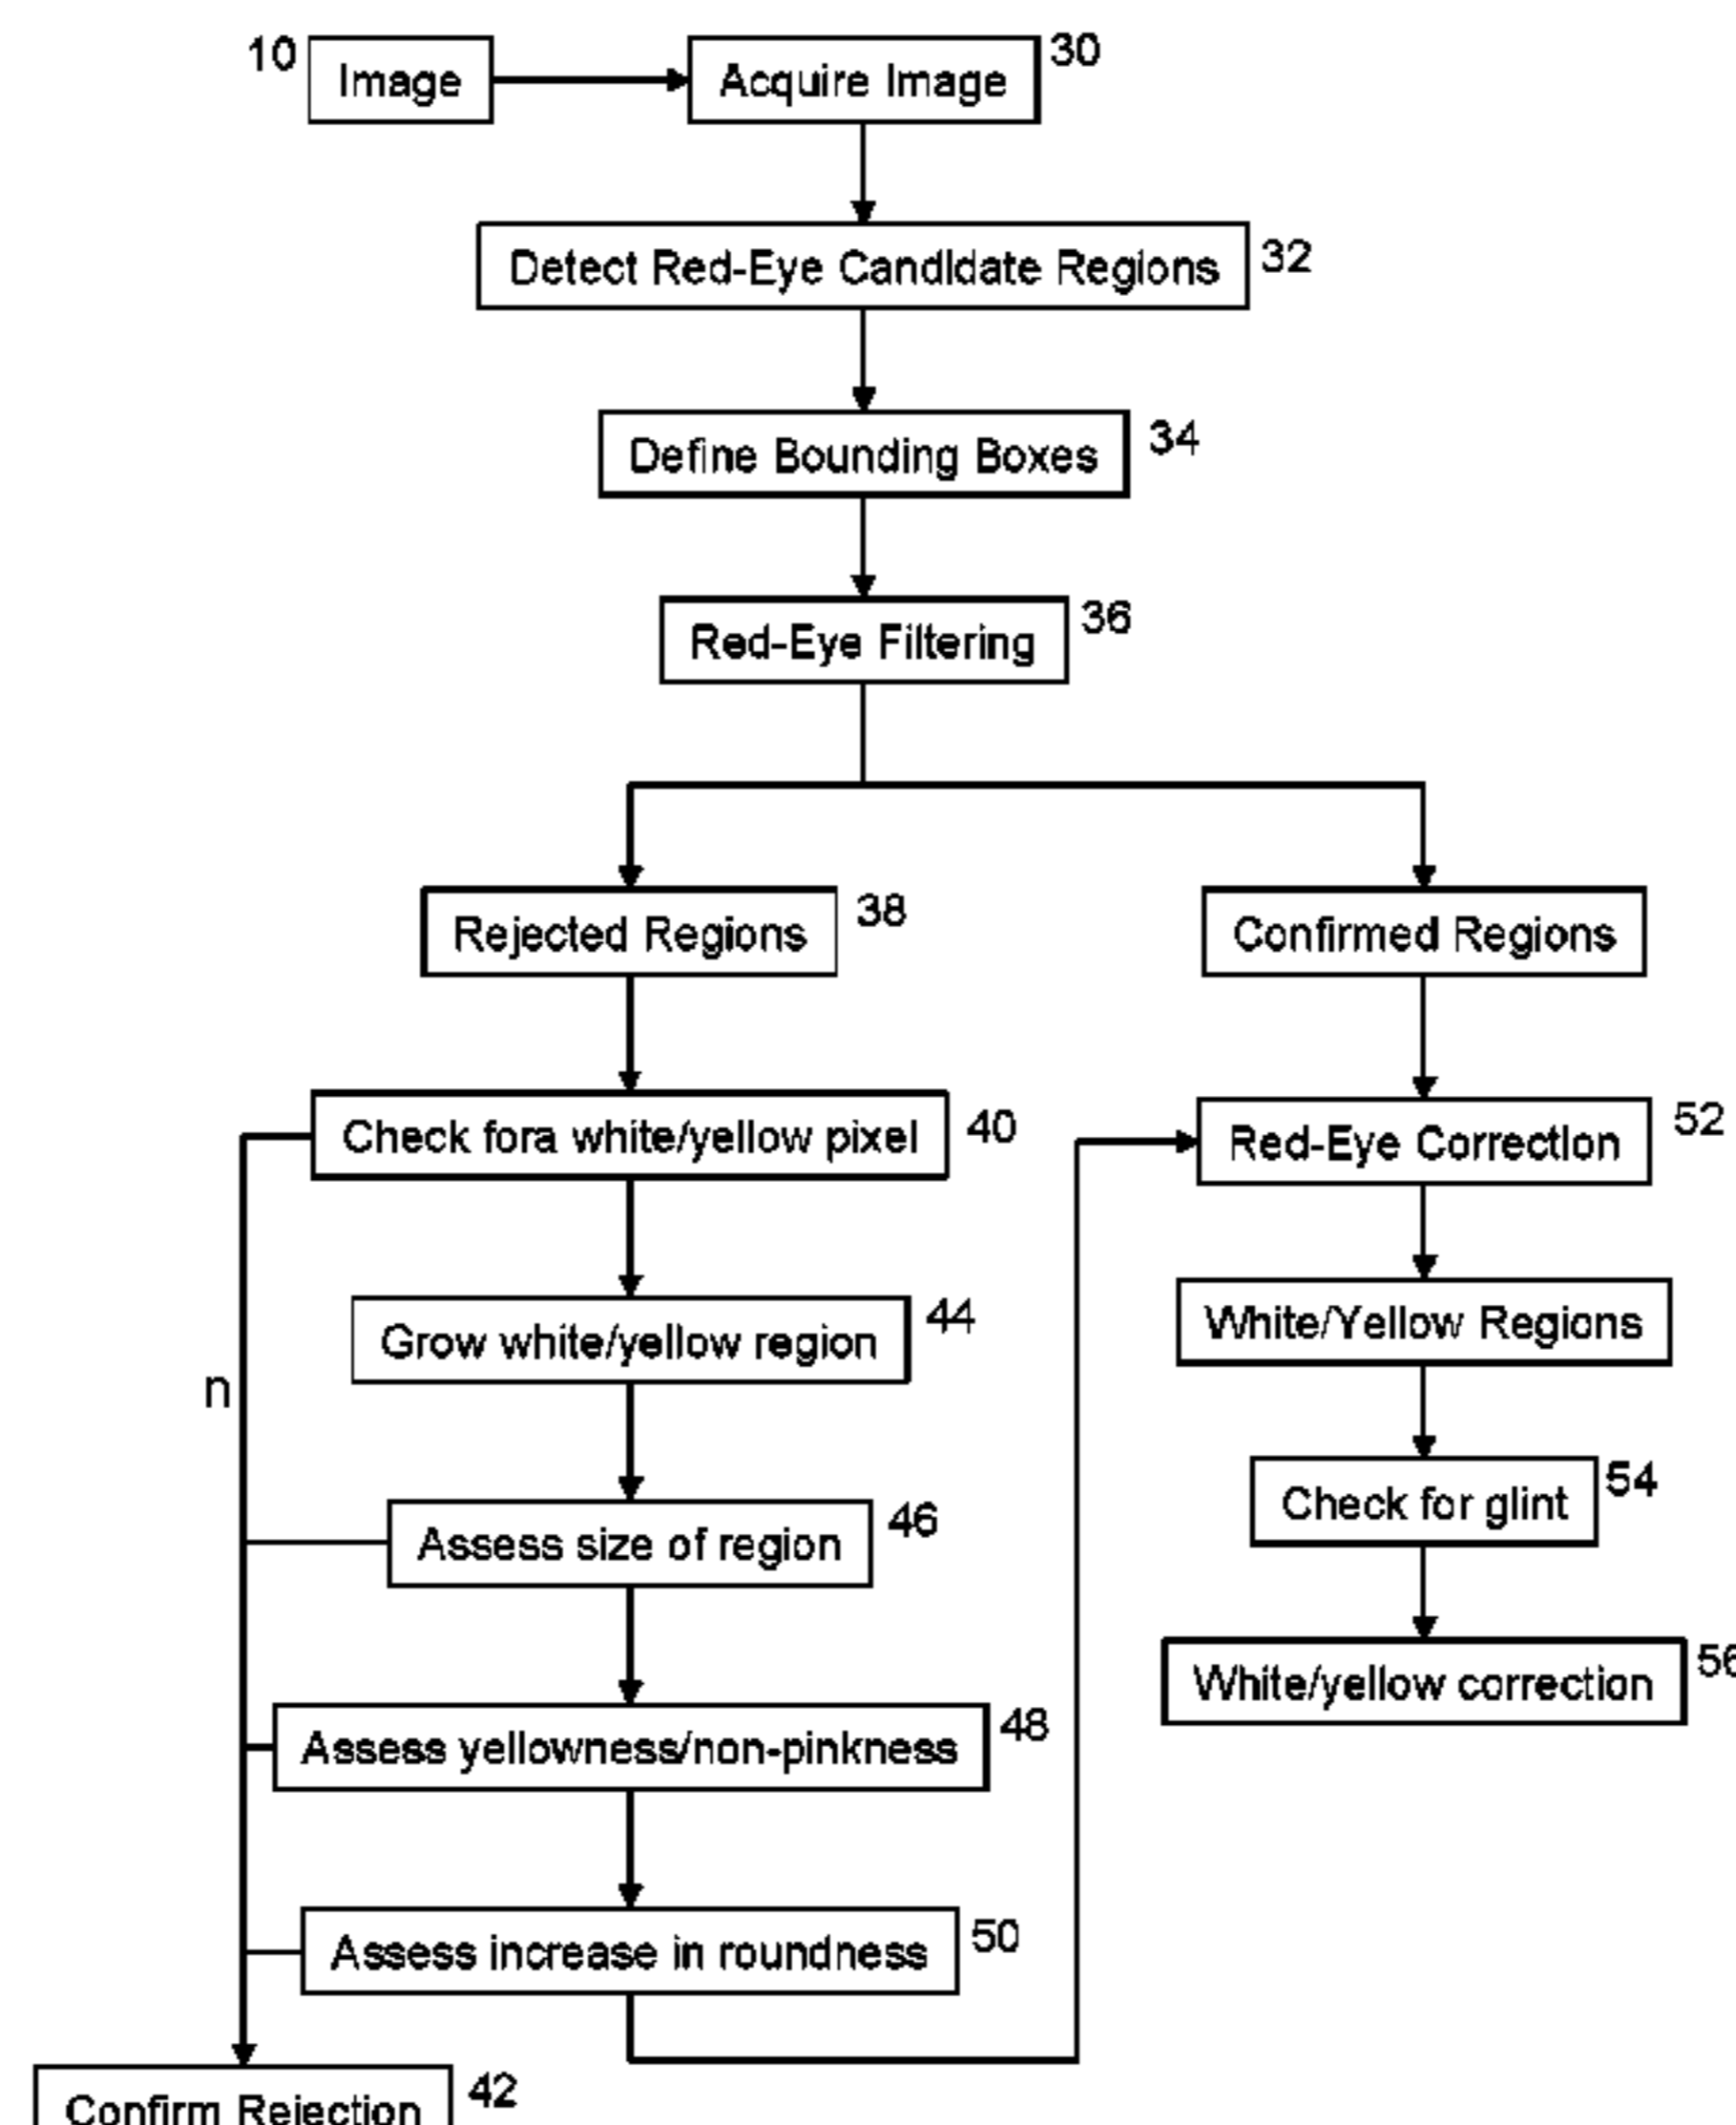 10 Image
Acquire Image 30
Detect Red-Eye Candidate Regions 32
Define Bounding Boxes 34
Red-Eye Filtering 36
Rejected Regions 38
Confirmed Regions
Check fora white/yellow pixel 40
Red-Eye Correction 52
Grow white/yellow region 44
White/Yellow Regions
n
Assess size of region 46
Check for glint 54
Assess yellowness/non-pinkness 48
White/yellow correction 56
Assess increase in roundness 50
Confirm Rejection 42